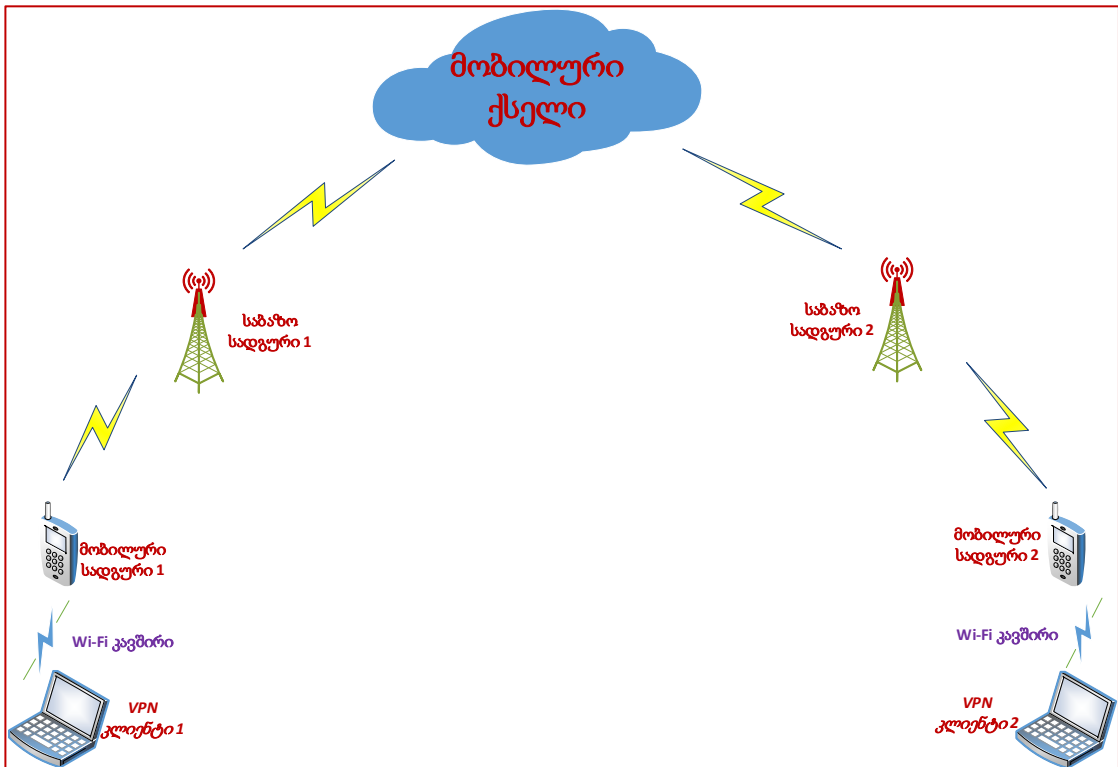 მობილური
ქსელი
საბაზო
სადგური 1
საბაზო
სადგური 2
მობილური
სადგური 1
მობილური
სადგური 2
Wi-Fi კავშირი
Wi-Fi კავშირი
VPN
კლიენტი 1
VPN
კლიენტი 2